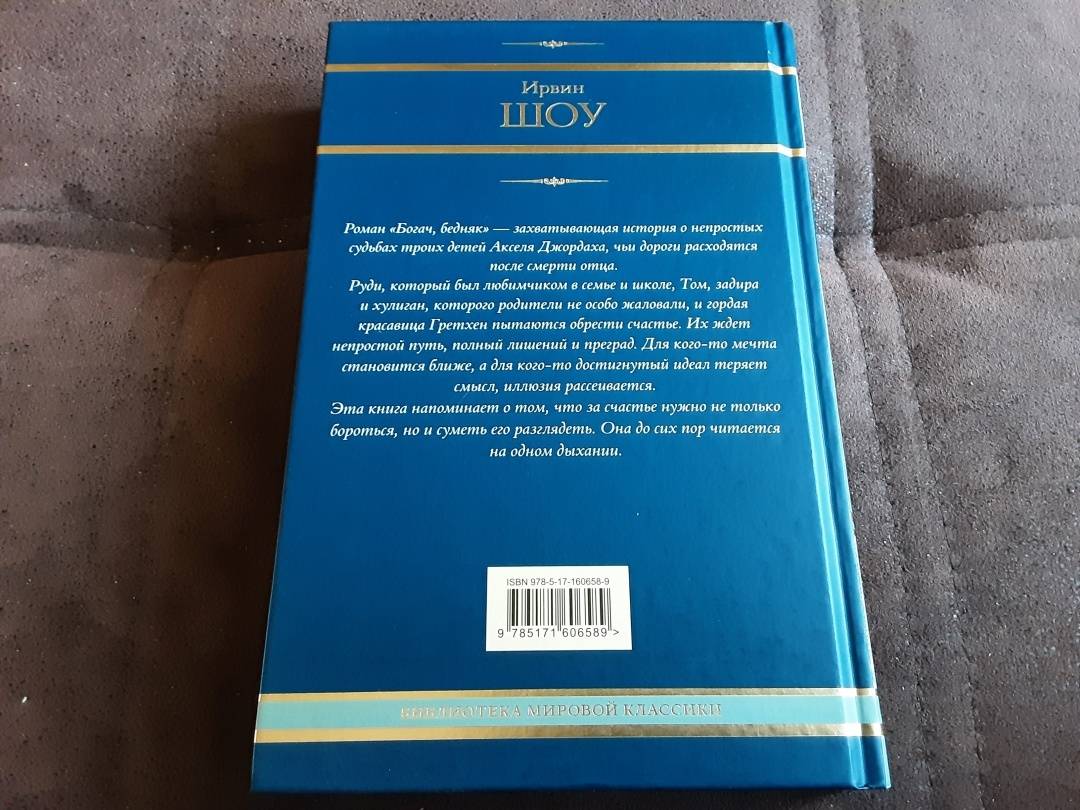 Ирвин
ШОУ
Роман «Богач, бедняк» — захватывающая история о непростых
судьбах троих детей Акселя Джордаха, чьи дороги расходятся
после смерти отца.
Руди, который был любимчиком в семье и школе, Том, задира
и хулиган, которого родители не особо жаловали, и гордая
красавица Гретхен пытаются обрести счастье. Их ждет
непростой путь, полный лишений и преград. Для кого-то мечта
становится ближе, а для кого-то достигнутый идеал теряет
смысл, иллюзия рассеивается.
Эта книга напоминает о том, что за счастье нужно не только
бороться, но и суметь его разглядеть. Она до сих пор читается
на одном дыхании.
ISBN 978-5-17-160658-9
9 785171 606589 >
БИБЛИОТЕКА МИРОВОЙ КЛАССИКИ